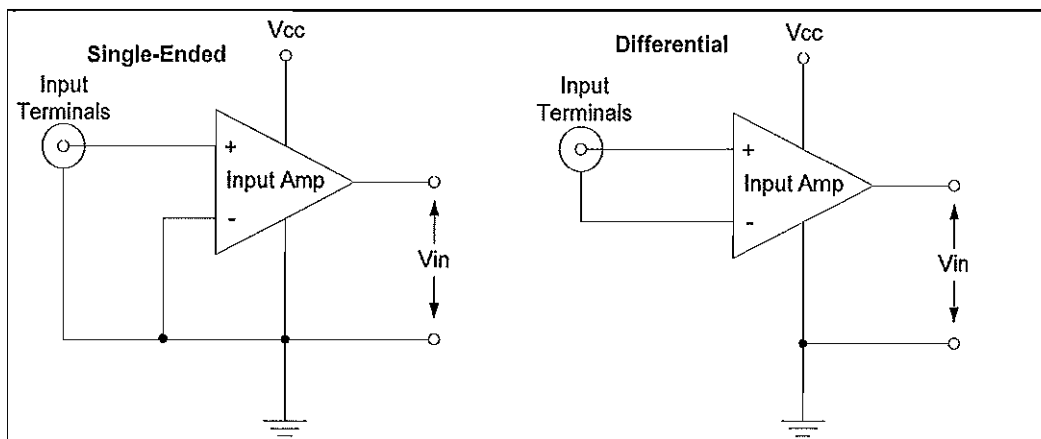 Single-Ended
Vcc
Input
Terminals
+
Input Amp
-
Vin
Differential
Vcc
Input
Terminals
+
Input Amp
-
Vin